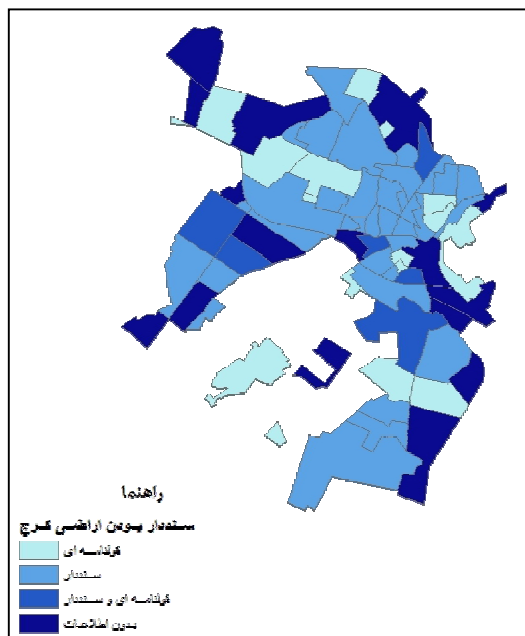 راهنما
سنددار بودن اراضی کرج
قولنامه ای
سنددار
قولنامه ای و سنددار
بدون اطلاعات